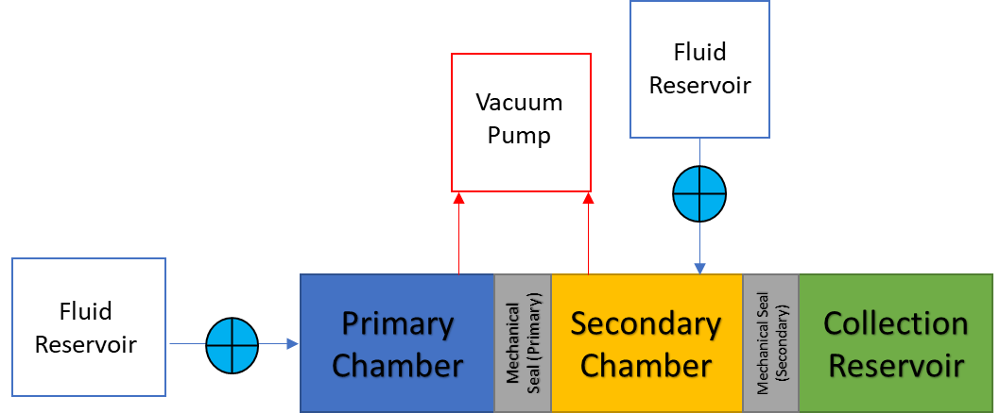 Fluid
Reservoir
Vacuum
Pump
Fluid
Reservoir
Primary
Chamber
Mechanical
Seal (Primary)
Secondary
Chamber
Mechanical Seal
(Secondary)
Collection
Reservoir